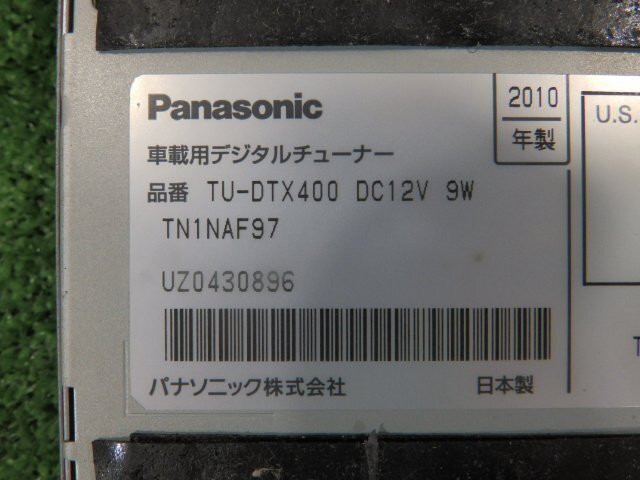 Panasonic
2010
年製
車載用デジタルチューナー
品番 TU-DTX400 DC12V 9W
TN1NAF97
UZ0430896
パナソニック株式会社 日本製
U.S.
T